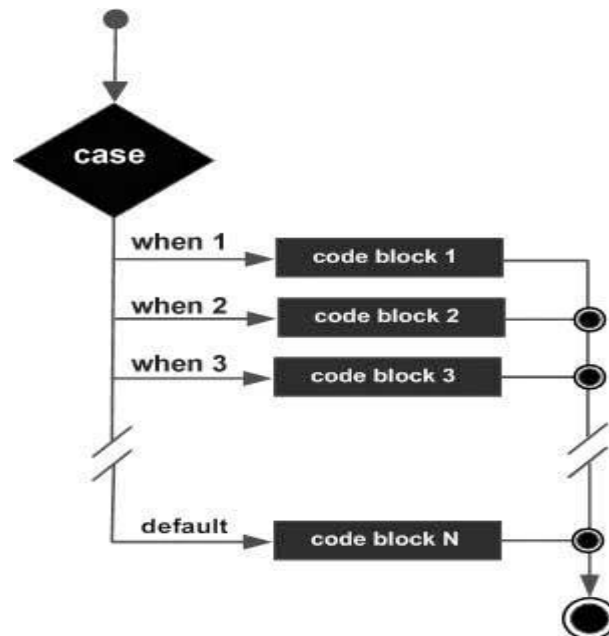 case
when 1
code block 1
when 2
code block 2
when 3
code block 3
default
code block N